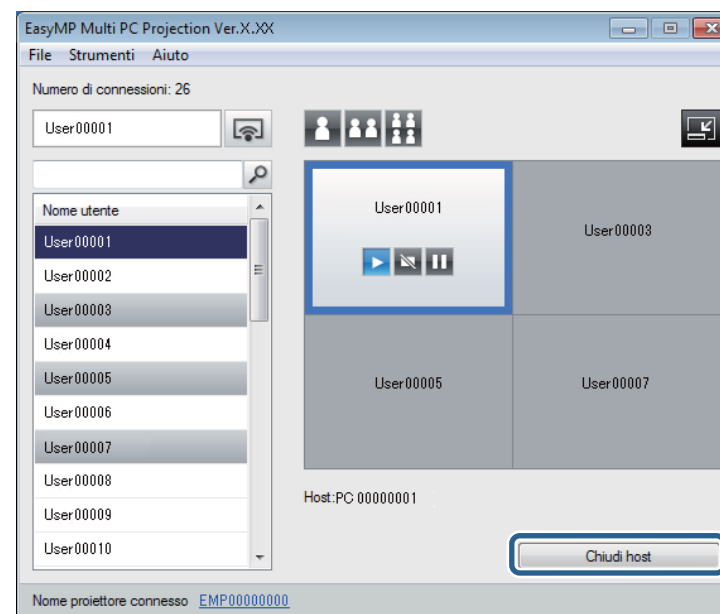 EasyMP Multi PC Projection Ver.X.XX
File Strumenti Aiuto
Numero di connessioni: 26
User00001
Nome utente
User00001
User00002
User00003
User00004
User00005
User00006
User00007
User00008
User00009
User00010
User00001
User00003
User00005
User00007
Host:PC 00000001
Chiudi host
Nome proiettore connesso EMP00000000